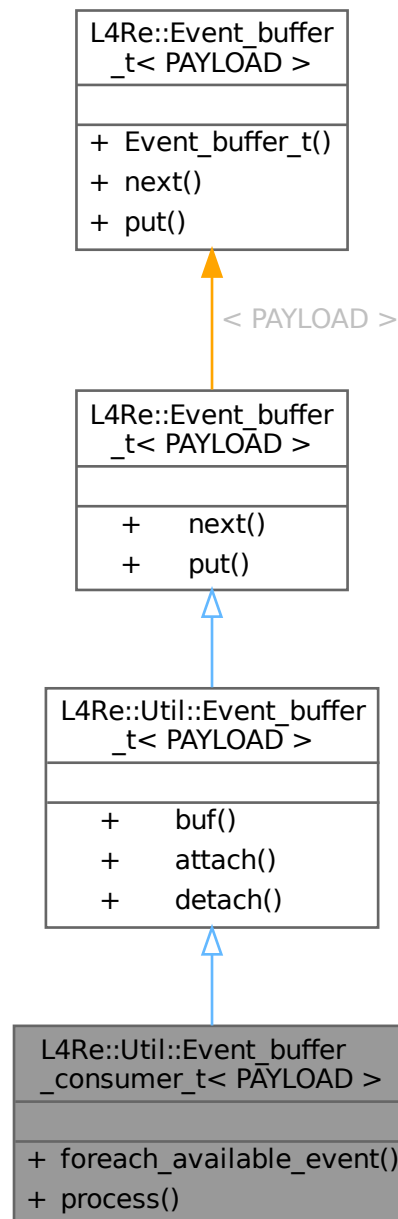 L4Re::Event_buffer
_t< PAYLOAD >
+ Event_buffer_t()
+ next()
+ put()
< PAYLOAD >
L4Re::Event_buffer
_t< PAYLOAD >
+ next()
+ put()
L4Re::Util::Event_buffer
_t< PAYLOAD >
+ buf()
+ attach()
+ detach()
L4Re::Util::Event_buffer
_consumer_t< PAYLOAD >
+ foreach_available_event()
+ process()